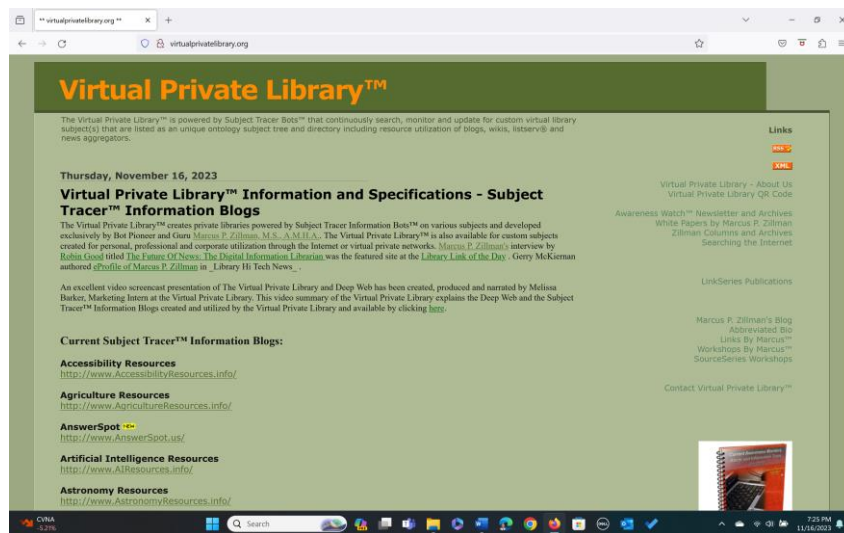 ** virtualprivatelibrary.org **
virtualprivatelibrary.org
Virtual Private Library™
The Virtual Private Library™ is powered by Subject Tracer Bots™ that continuously search, monitor and update for custom virtual library
subject(s) that are listed as an unique ontology subject tree and directory including resource utilization of blogs, wikis, listserv® and
news aggregators.
Thursday, November 16, 2023
Virtual Private Library™ Information and Specifications - Subject
Tracer™ Information Blogs
The Virtual Private Library™ creates private libraries powered by Subject Tracer Information Bots™ on various subjects and developed
exclusively by Bot Pioneer and Guru Marcus P. Zillman, M.S., A.M.H.A.. The Virtual Private Library™ is also available for custom subjects
created for personal, professional and corporate utilization through the Internet or virtual private networks. Marcus P. Zillman's interview by
Robin Good titled The Future Of News: The Digital Information Librarian was the featured site at the Library Link of the Day . Gerry McKiernan
authored eProfile of Marcus P. Zillman in _Library Hi Tech News_ .
An excellent video screencast presentation of The Virtual Private Library and Deep Web has been created, produced and narrated by Melissa
Barker, Marketing Intern at the Virtual Private Library. This video summary of the Virtual Private Library explains the Deep Web and the Subject
Tracer™ Information Blogs created and utilized by the Virtual Private Library and available by clicking here.
Current Subject Tracer™ Information Blogs:
Accessibility Resources
http://www.AccessibilityResources.info/
Agriculture Resources
http://www.AgricultureResources.info/
AnswerSpot NEW
http://www.AnswerSpot.us/
Artificial Intelligence Resources
http://www.AIResources.info/
Astronomy Resources
http://www.AstronomyResources.info/
Links
RSS
XML
Virtual Private Library - About Us
Virtual Private Library QR Code
Awareness Watch™ Newsletter and Archives
White Papers by Marcus P. Zillman
Zillman Columns and Archives
Searching the Internet
LinkSeries Publications
Marcus P. Zillman's Blog
Abbreviated Bio
Links By Marcus™
Workshops By Marcus™
SourceSeries Workshops
Contact Virtual Private Library™
CVNA
-5.21%
Search
7:25 PM
11/16/2023